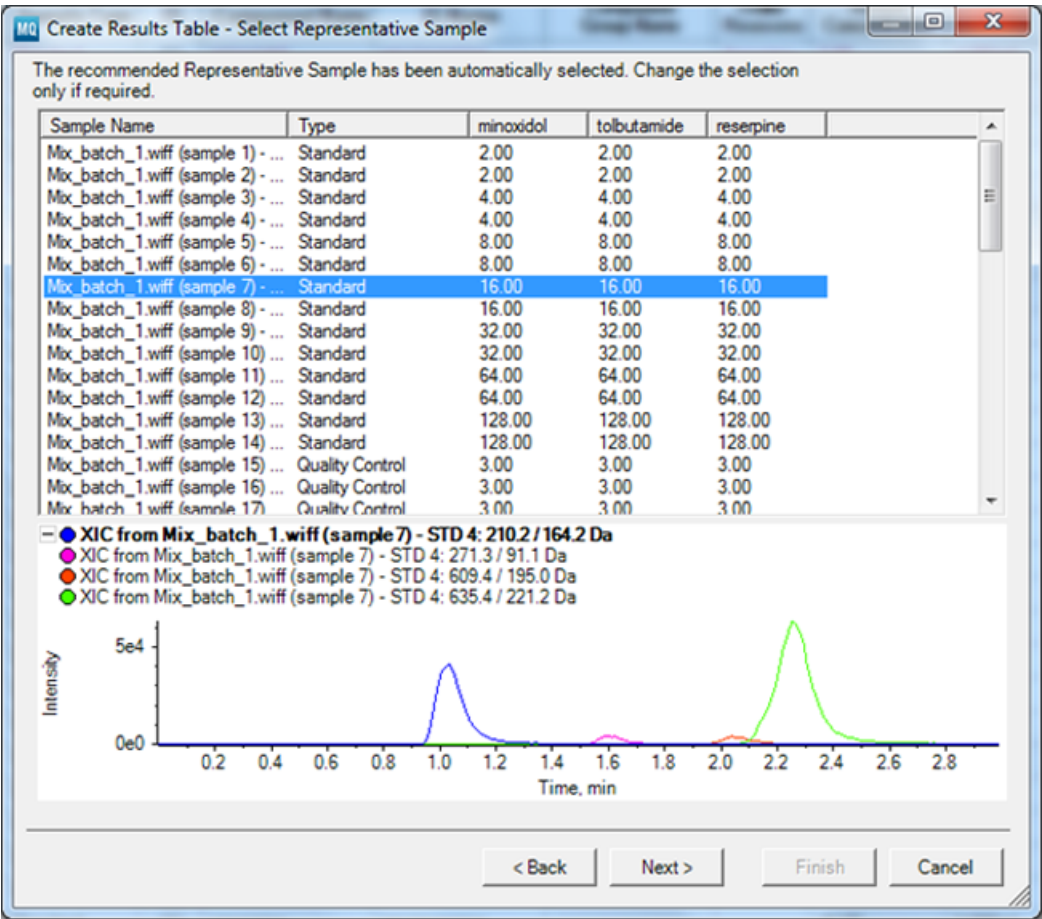 MQ Create Results Table - Select Representative Sample
The recommended Representative Sample has been automatically selected. Change the selection
only if required.
Sample Name Type minoxidol tolbutamide reserpine
Mix_batch_1.wiff (sample 1) - ... Standard 2.00 2.00 2.00
Mix_batch_1.wiff (sample 2) - ... Standard 2.00 2.00 2.00
Mix_batch_1.wiff (sample 3) - ... Standard 4.00 4.00 4.00
Mix_batch_1.wiff (sample 4) - ... Standard 4.00 4.00 4.00
Mix_batch_1.wiff (sample 5) - ... Standard 8.00 8.00 8.00
Mix_batch_1.wiff (sample 6) - ... Standard 8.00 8.00 8.00
Mix_batch_1.wiff (sample 7) - ... Standard 16.00 16.00 16.00
Mix_batch_1.wiff (sample 8) - ... Standard 16.00 16.00 16.00
Mix_batch_1.wiff (sample 9) - ... Standard 32.00 32.00 32.00
Mix_batch_1.wiff (sample 10) ... Standard 32.00 32.00 32.00
Mix_batch_1.wiff (sample 11) ... Standard 64.00 64.00 64.00
Mix_batch_1.wiff (sample 12) ... Standard 64.00 64.00 64.00
Mix_batch_1.wiff (sample 13) ... Standard 128.00 128.00 128.00
Mix_batch_1.wiff (sample 14) ... Standard 128.00 128.00 128.00
Mix_batch_1.wiff (sample 15) ... Quality Control 3.00 3.00 3.00
Mix_batch_1.wiff (sample 16) ... Quality Control 3.00 3.00 3.00
Mix_batch_1.wiff (sample 17) ... Quality Control 3.00 3.00 3.00
XIC from Mix_batch_1.wiff (sample 7) - STD 4: 210.2 / 164.2 Da
XIC from Mix_batch_1.wiff (sample 7) - STD 4: 271.3 / 91.1 Da
XIC from Mix_batch_1.wiff (sample 7) - STD 4: 609.4 / 195.0 Da
XIC from Mix_batch_1.wiff (sample 7) - STD 4: 635.4 / 221.2 Da
5e4
Intensity
0e0
0.2 0.4 0.6 0.8 1.0 1.2 1.4 1.6 1.8 2.0 2.2 2.4 2.6 2.8
Time, min
< Back Next > Finish Cancel